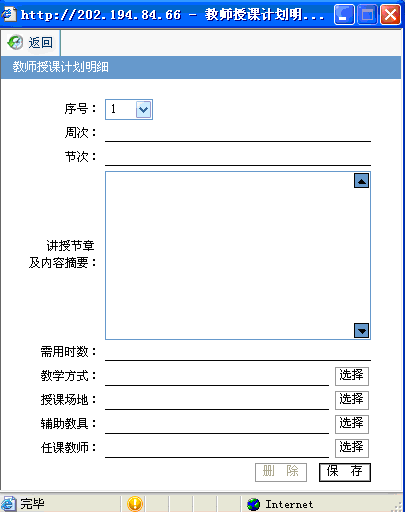 http://202.194.84.66 - 教师授课计划明...
返回
教师授课计划明细
序号： 1
周次：
节次：
讲授节章
及内容摘要：
需用时数：
教学方式： 选择
授课场地： 选择
辅助教具： 选择
任课教师： 选择
删 除 保 存
完毕 Internet